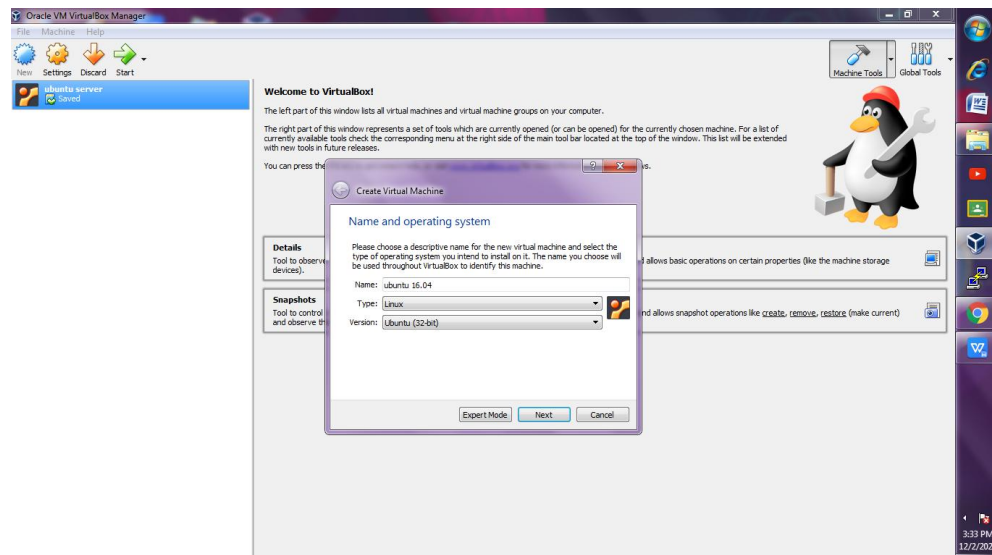 Oracle VM VirtualBox Manager
File Machine Help
New Settings Discard Start
Machine Tools Global Tools
ubuntu server
Saved
Welcome to VirtualBox!
The left part of this window lists all virtual machines and virtual machine groups on your computer.
The right part of this window represents a set of tools which are currently opened (or can be opened) for the currently chosen machine. For a list of
currently available tools check the corresponding menu at the right side of the main tool bar located at the top of the window. This list will be extended
with new tools in future releases.
You can press the
Create Virtual Machine
Name and operating system
Please choose a descriptive name for the new virtual machine and select the
type of operating system you intend to install on it. The name you choose will
be used throughout VirtualBox to identify this machine.
Name: ubuntu 16.04
Type: Linux
Version: Ubuntu (32-bit)
Expert Mode Next Cancel
Details
Tool to observe allows basic operations on certain properties (like the machine storage
devices).
Snapshots
Tool to control nd allows snapshot operations like create, remove, restore (make current)
and observe
3:33 PM
12/2/202